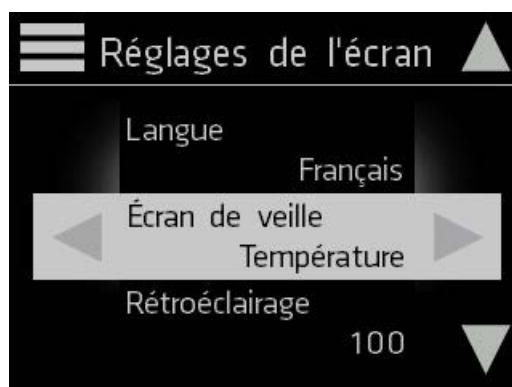 Réglages de l'écran
Langue
Français
Écran de veille
Température
Rétroéclairage
100